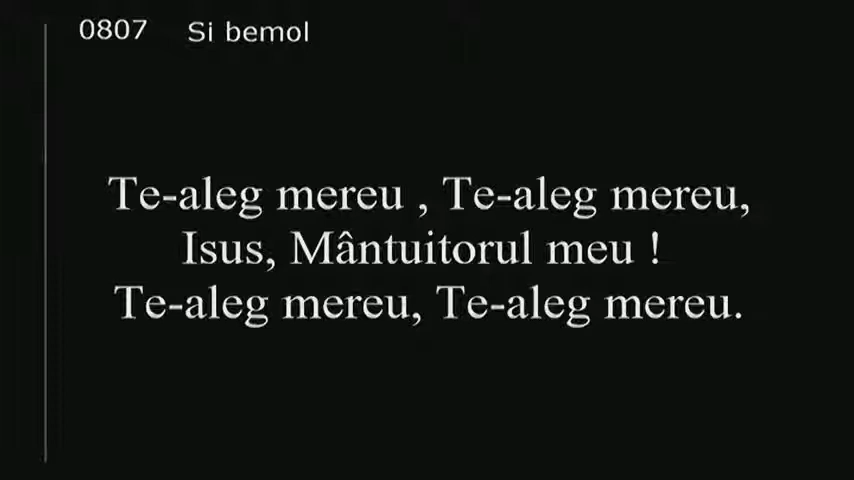 0807 Si bemol
Te-aleg mereu , Te-aleg mereu,
Isus, Mântuitorul meu !
Te-aleg mereu, Te-aleg mereu.